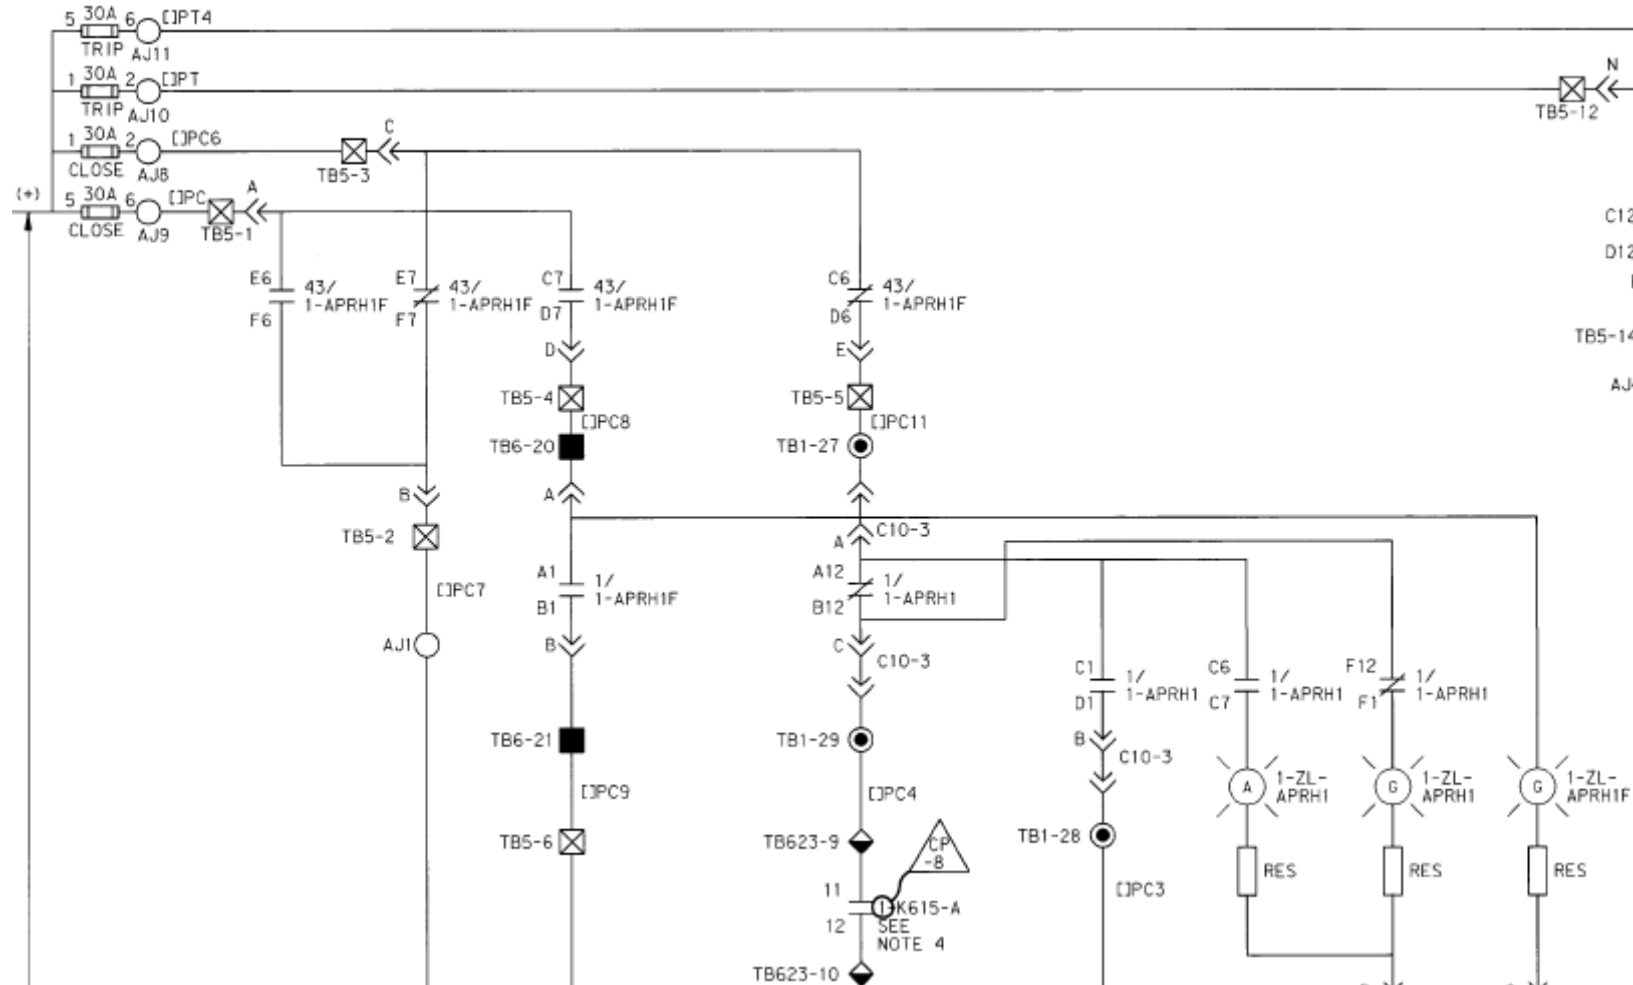 5 30A 6 []PT4
TRIP AJ11
1 30A 2 []PT
TRIP AJ10
N
TB5-12
1 30A 2 []PC6
CLOSE AJ8
C
TB5-3
(+)
5 30A 6 []PC
CLOSE AJ9
A
TB5-1
C12
D12
TB5-14
E6 43/
1-APRH1F
F6
E7 43/
1-APRH1F
F7
C7 43/
1-APRH1F
D7
C6 43/
1-APRH1F
D6
D
E
TB5-4
TB5-5
[]PC8
[]PC11
TB6-20
TB1-27
B
A
TB5-2
C10-3
A
[]PC7
A1 1/
1-APRH1F
B1
A12 1/
1-APRH1
B12
AJ1
B
C
C10-3
C1 1/
1-APRH1
D1
C6 1/
1-APRH1
C7
F12 1/
1-APRH1
F1
TB6-21
TB1-29
B
C10-3
[]PC9
[]PC4
A 1-ZL-
APRH1
G 1-ZL-
APRH1
G 1-ZL-
APRH1F
TB5-6
TB623-9
CP
-8
TB1-28
RES
RES
RES
[]PC3
11
1-K615-A
12
SEE
NOTE 4
TB623-10